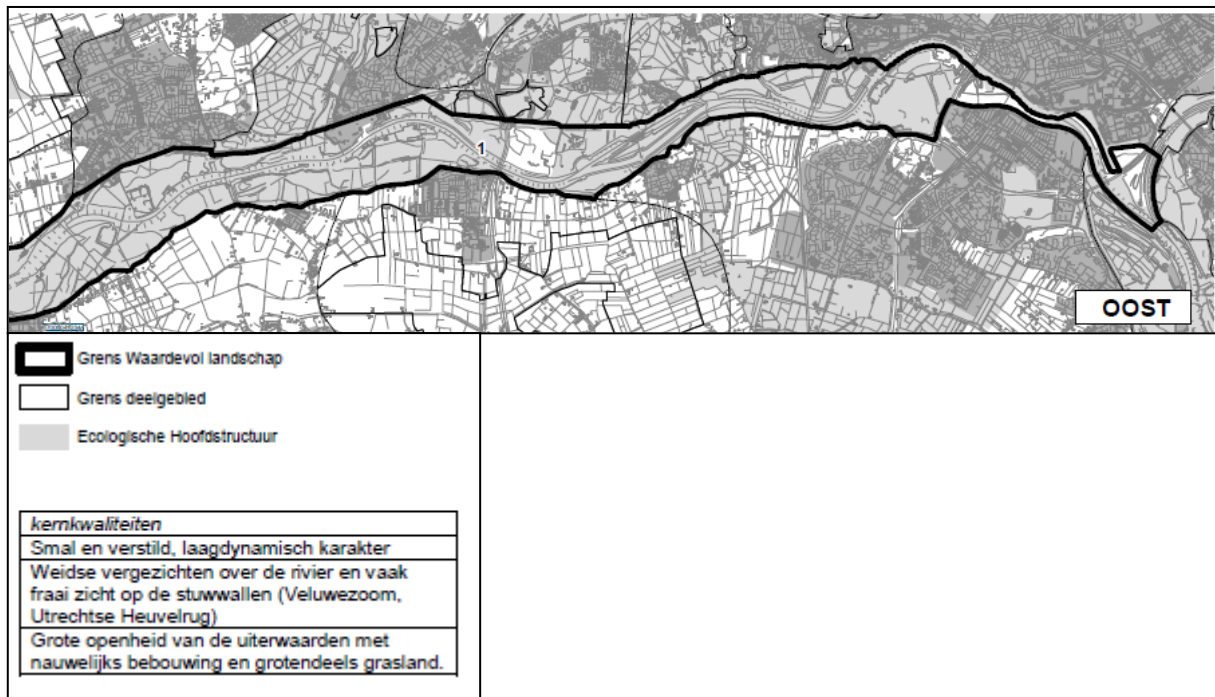 1
OOST
Grens Waardevol landschap
Grens deelgebied
Ecologische Hoofdstructuur
kernkwaliteiten
Smal en verstild, laagdynamisch karakter
Weidse vergezichten over de rivier en vaak
fraai zicht op de stuwwallen (Veluwezoom,
Utrechtse Heuvelrug)
Grote openheid van de uiterwaarden met
nauwelijks bebouwing en grotendeels grasland.